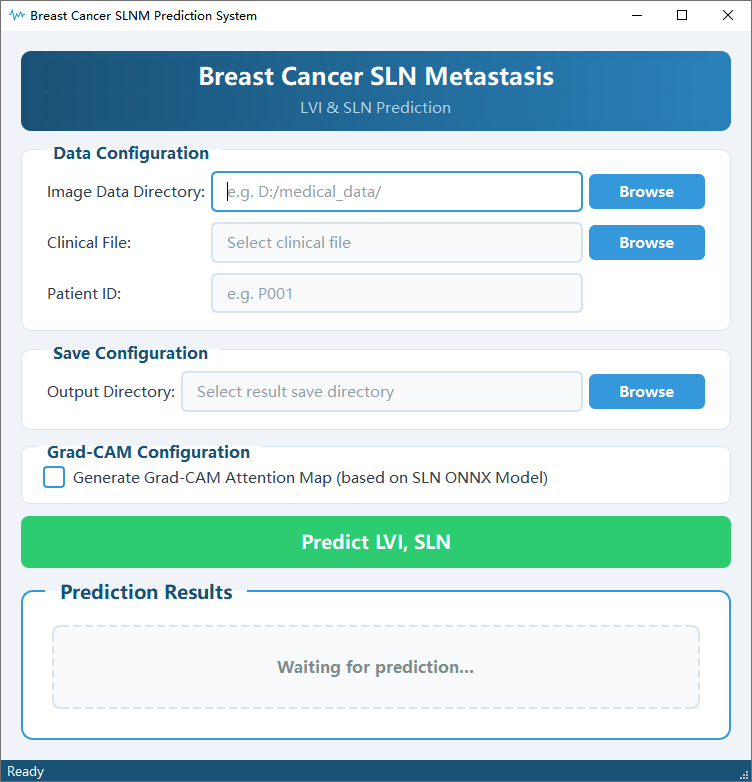 Breast Cancer SLNM Prediction System
Breast Cancer SLN Metastasis
LVI & SLN Prediction
Data Configuration
Image Data Directory: e.g. D:/medical_data/ Browse
Clinical File: Select clinical file Browse
Patient ID: e.g. P001
Save Configuration
Output Directory: Select result save directory Browse
Grad-CAM Configuration
Generate Grad-CAM Attention Map (based on SLN ONNX Model)
Predict LVI, SLN
Prediction Results
Waiting for prediction...
Ready